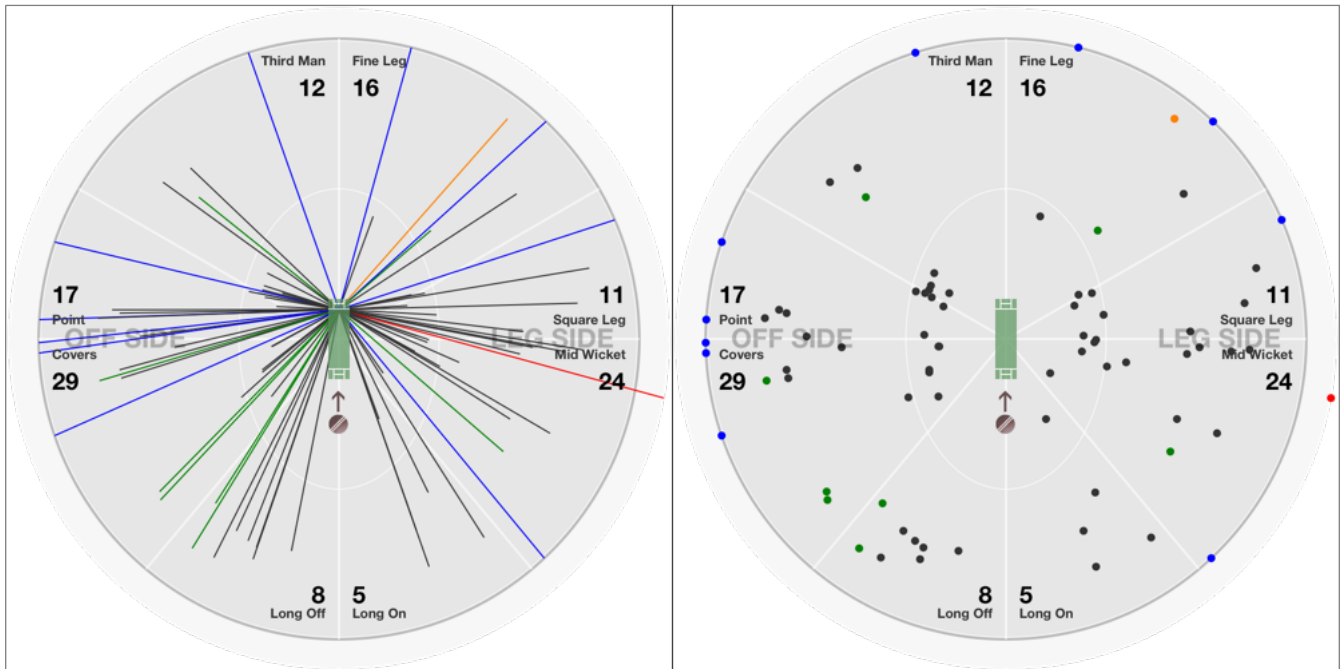 Third Man Fine Leg
12 16
17 11
Point Square Leg
OFF SIDE LEG SIDE
Covers Mid Wicket
29 24
8 5
Long Off Long On
Third Man Fine Leg
12 16
17 11
Point Square Leg
OFF SIDE LEG SIDE
Covers Mid Wicket
29 24
8 5
Long Off Long On